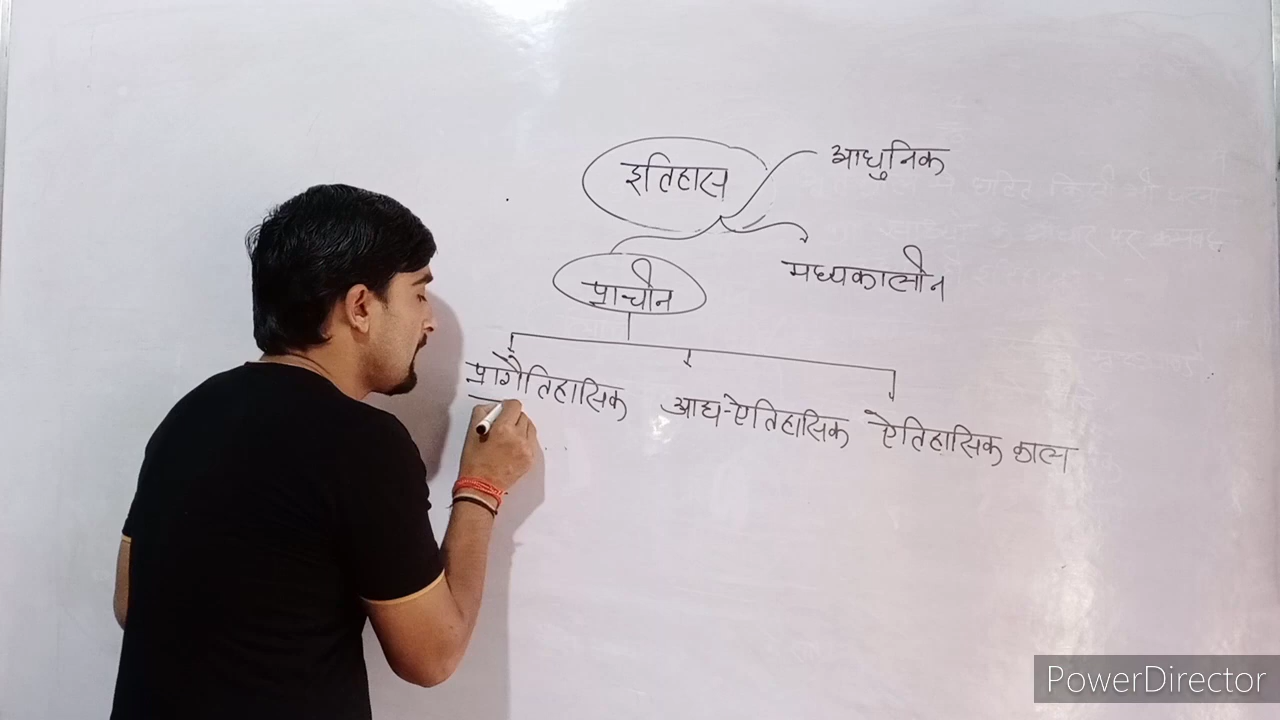 इतिहास
आधुनिक
मध्यकालीन
प्राचीन
प्रागैतिहासिक आद्य-ऐतिहासिक ऐतिहासिक काल
PowerDirector